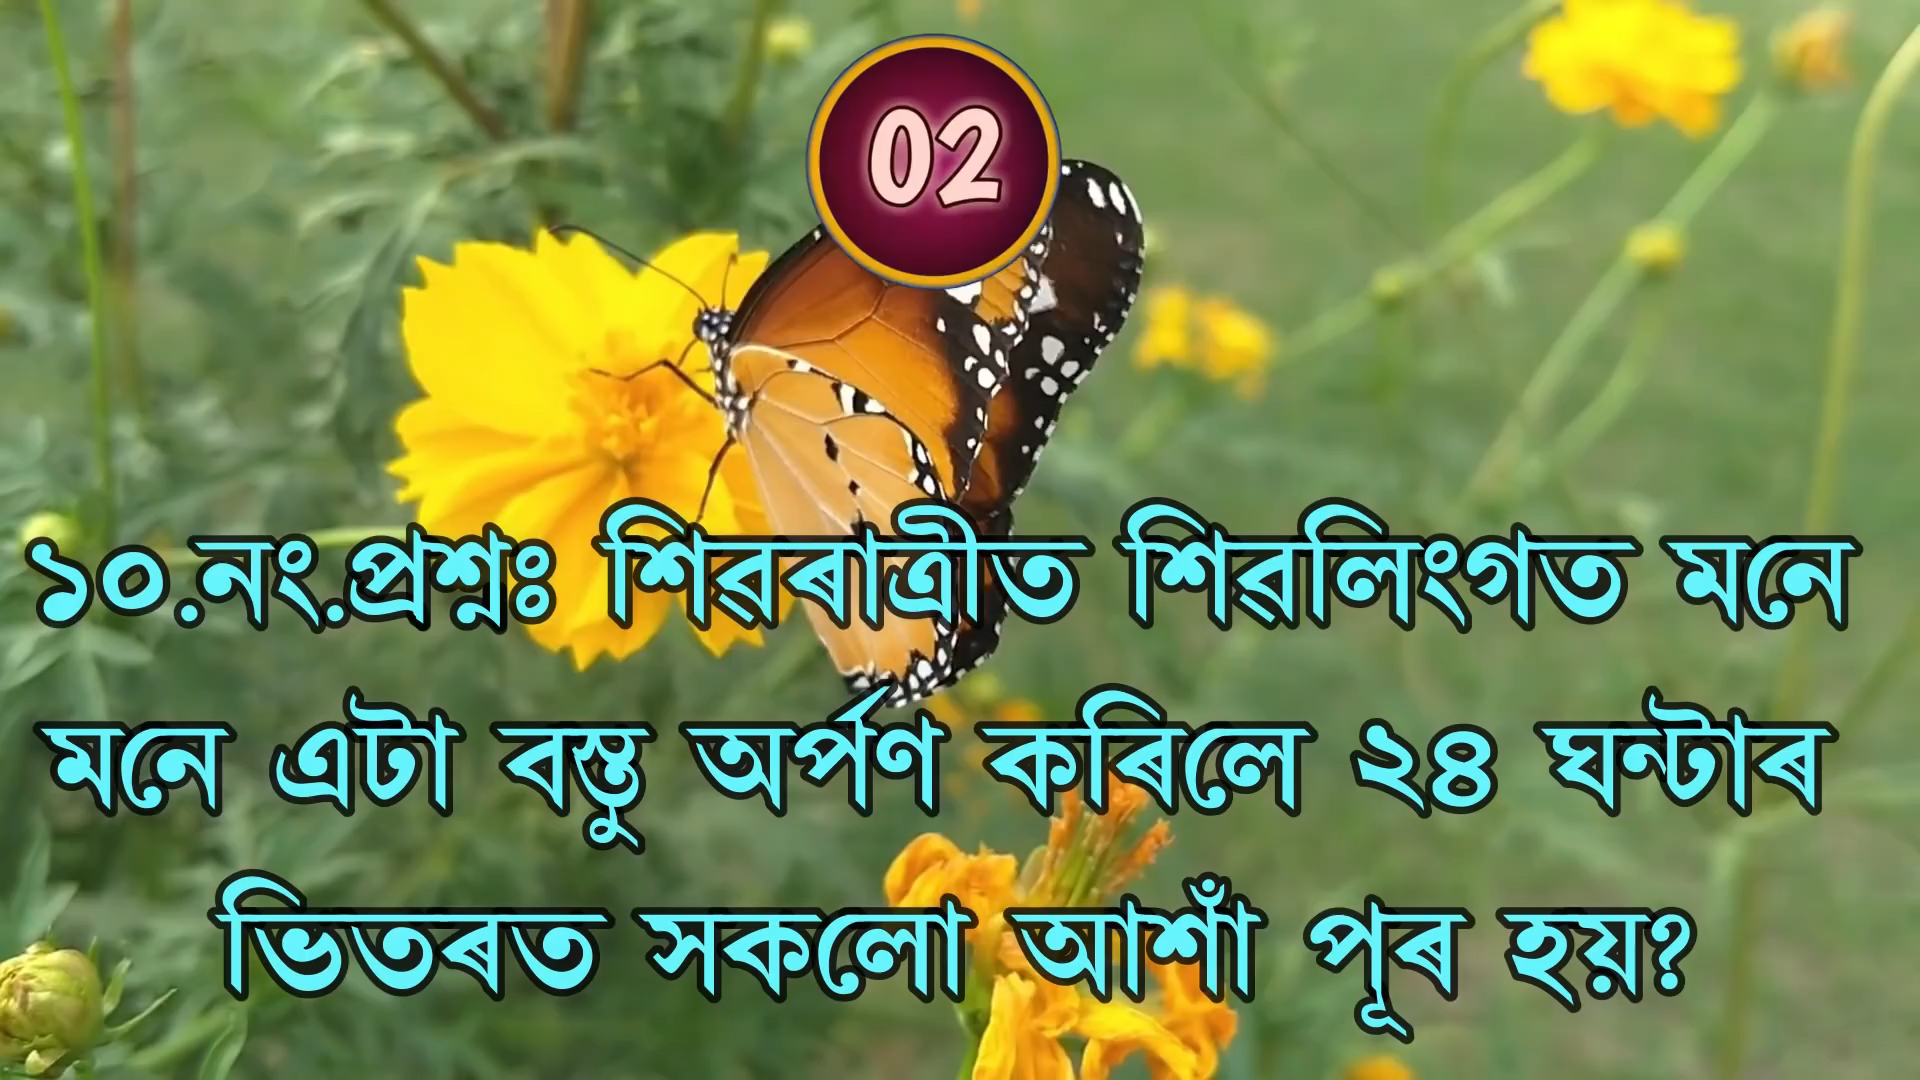 02
১০.নং.প্ৰশ্নঃ শিৱৰাত্ৰীত শিৱলিংগত মনে
মনে এটা বস্তু অৰ্পণ কৰিলে ২৪ ঘন্টাৰ
ভিতৰত সকলো আশাঁ পূৰ হয়?